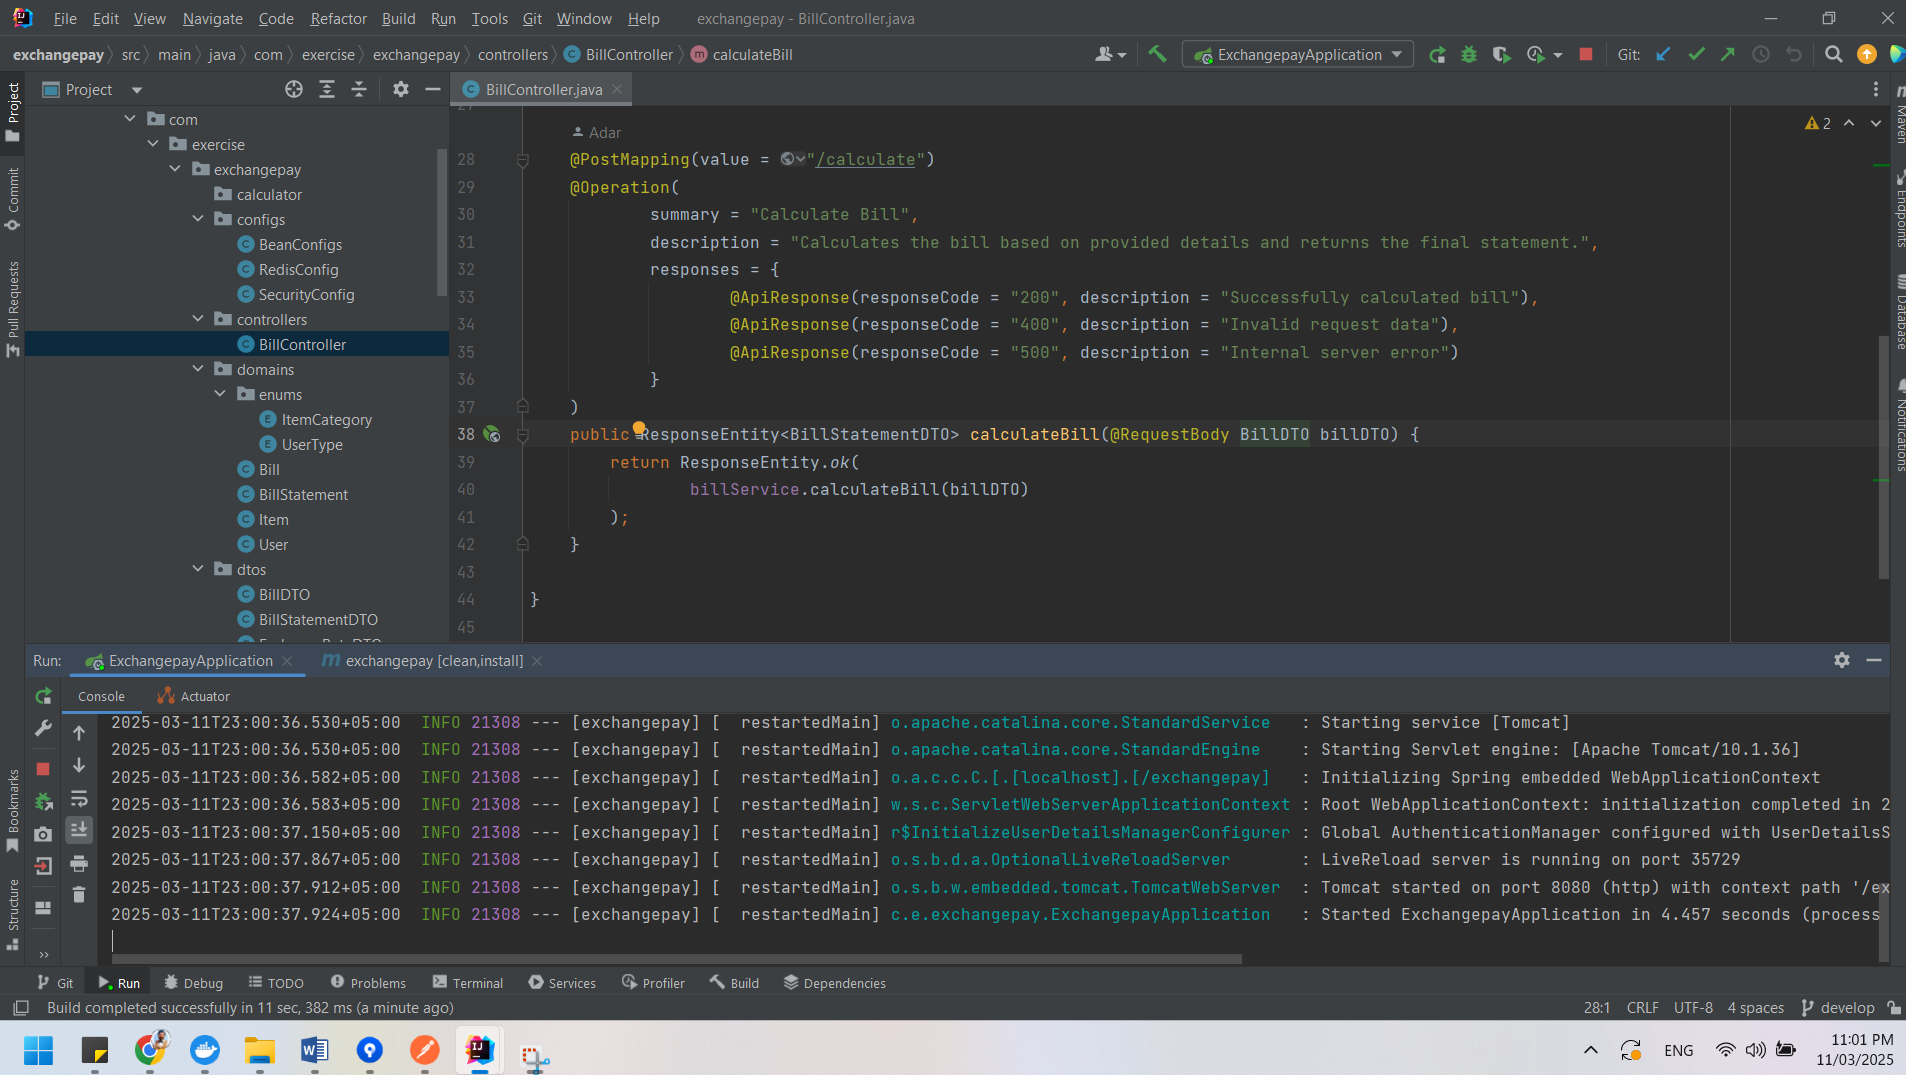 File Edit View Navigate Code Refactor Build Run Tools Git Window Help exchangepay - BillController.java
exchangepay src main java com exercise exchangepay controllers BillController calculateBill
ExchangepayApplication Git:
Project
BillController.java
Project
Commit
Pull Requests
Bookmarks
Structure
com
exercise
exchangepay
calculator
configs
BeanConfigs
RedisConfig
SecurityConfig
controllers
BillController
domains
enums
ItemCategory
UserType
Bill
BillStatement
Item
User
dtos
BillDTO
BillStatementDTO
Adar
2
28 @PostMapping(value = "/calculate")
29 @Operation(
30 summary = "Calculate Bill",
31 description = "Calculates the bill based on provided details and returns the final statement.",
32 responses = {
33 @ApiResponse(responseCode = "200", description = "Successfully calculated bill"),
34 @ApiResponse(responseCode = "400", description = "Invalid request data"),
35 @ApiResponse(responseCode = "500", description = "Internal server error")
36 }
37 )
38 public ResponseEntity<BillStatementDTO> calculateBill(@RequestBody BillDTO billDTO) {
39 return ResponseEntity.ok(
40 billService.calculateBill(billDTO)
41 );
42 }
43
44 }
45
Maven
Endpoints
Database
Notifications
Run: ExchangepayApplication exchangepay [clean,install]
Console Actuator
2025-03-11T23:00:36.530+05:00 INFO 21308 --- [exchangepay] [ restartedMain] o.apache.catalina.core.StandardService : Starting service [Tomcat]
2025-03-11T23:00:36.530+05:00 INFO 21308 --- [exchangepay] [ restartedMain] o.apache.catalina.core.StandardEngine : Starting Servlet engine: [Apache Tomcat/10.1.36]
2025-03-11T23:00:36.582+05:00 INFO 21308 --- [exchangepay] [ restartedMain] o.a.c.c.C.[.[localhost].[/exchangepay] : Initializing Spring embedded WebApplicationContext
2025-03-11T23:00:36.583+05:00 INFO 21308 --- [exchangepay] [ restartedMain] w.s.c.ServletWebServerApplicationContext : Root WebApplicationContext: initialization completed in 2
2025-03-11T23:00:37.150+05:00 INFO 21308 --- [exchangepay] [ restartedMain] r$InitializeUserDetailsManagerConfigurer : Global AuthenticationManager configured with UserDetailsS
2025-03-11T23:00:37.867+05:00 INFO 21308 --- [exchangepay] [ restartedMain] o.s.b.d.a.OptionalLiveReloadServer : LiveReload server is running on port 35729
2025-03-11T23:00:37.912+05:00 INFO 21308 --- [exchangepay] [ restartedMain] o.s.b.w.embedded.tomcat.TomcatWebServer : Tomcat started on port 8080 (http) with context path '/ex
2025-03-11T23:00:37.924+05:00 INFO 21308 --- [exchangepay] [ restartedMain] c.e.exchangepay.ExchangepayApplication : Started ExchangepayApplication in 4.457 seconds (process
Git Run Debug TODO Problems Terminal Services Profiler Build Dependencies
Build completed successfully in 11 sec, 382 ms (a minute ago) 28:1 CRLF UTF-8 4 spaces develop
ENG 11:01 PM
11/03/2025